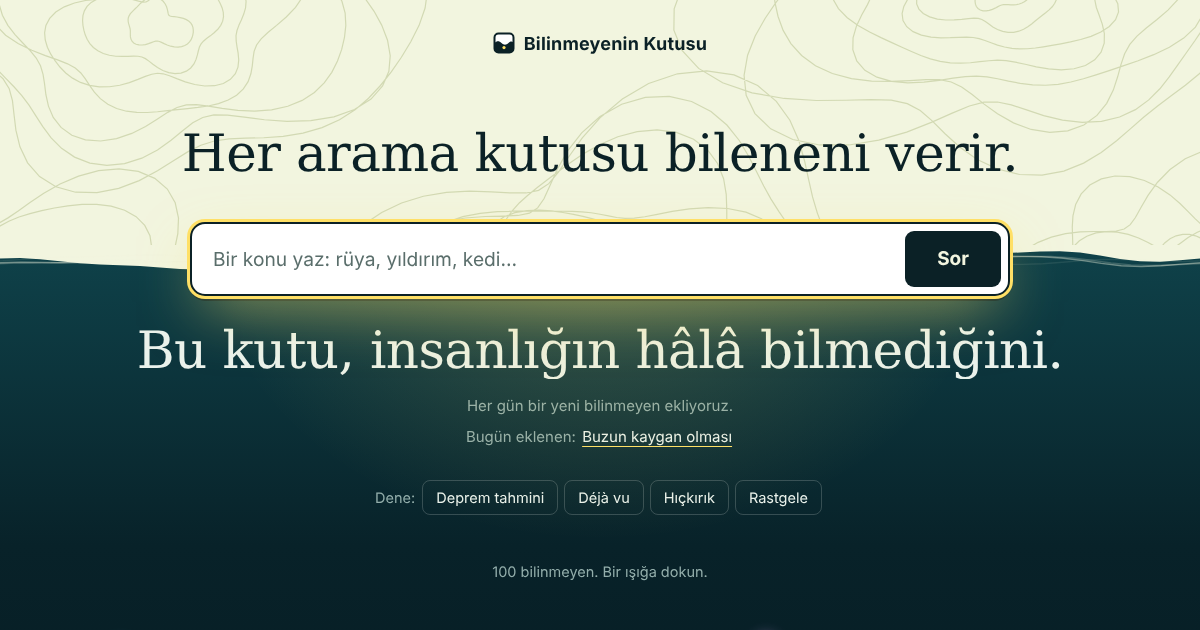 Bilinmeyenin Kutusu
Her arama kutusu bileneni verir.
Bir konu yaz: rüya, yıldırım, kedi...
Sor
Bu kutu, insanlığın hâlâ bilmediğini.
Her gün bir yeni bilinmeyen ekliyoruz.
Bugün eklenen: Buzun kaygan olması
Dene: Deprem tahmini Déjà vu Hıçkırık Rastgele
100 bilinmeyen. Bir ışığa dokun.